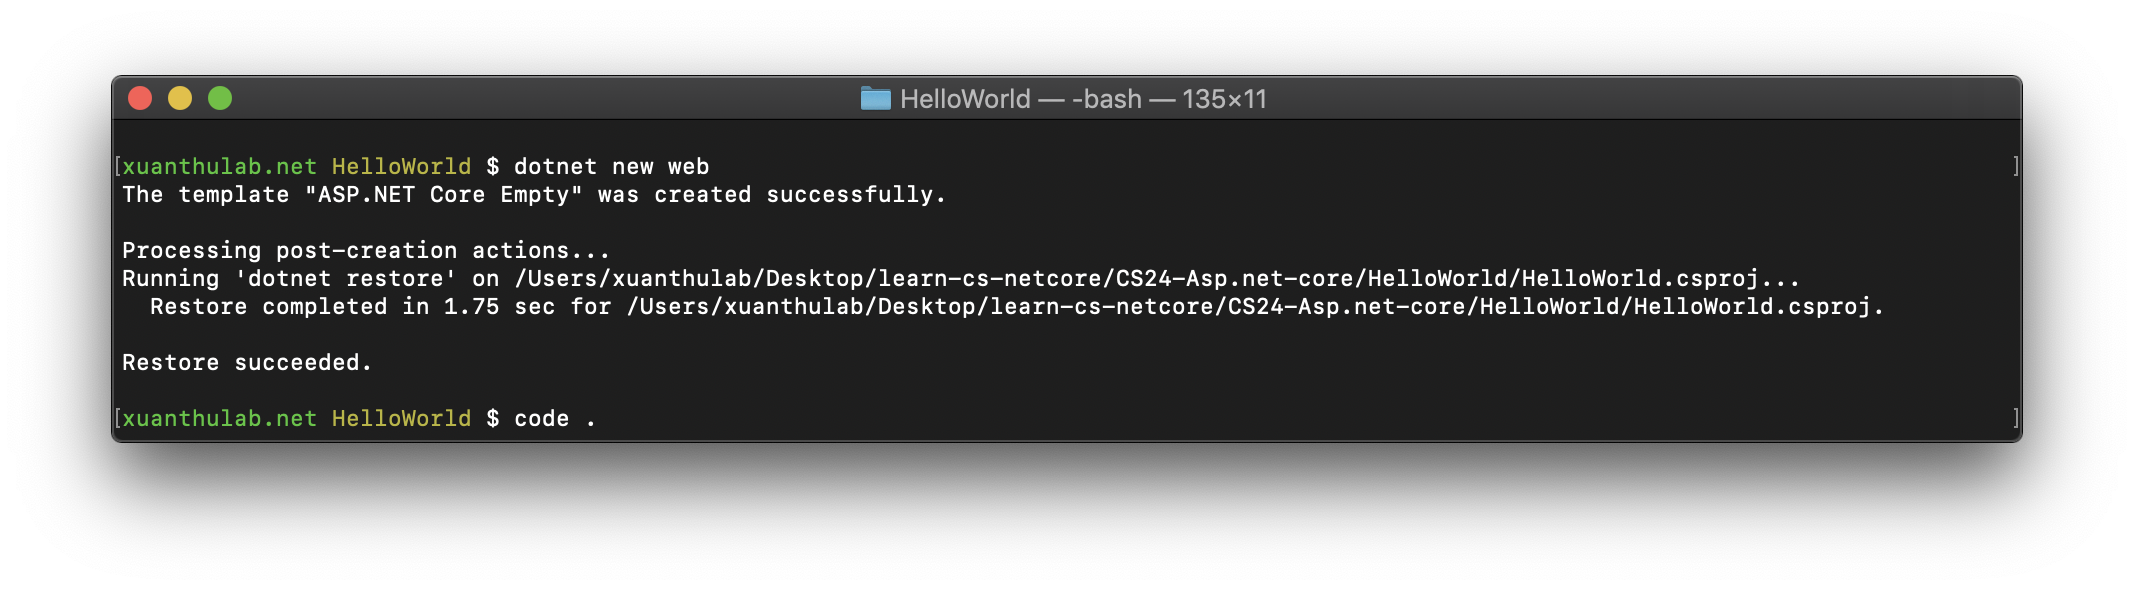 HelloWorld — -bash — 135×11
[xuanthulab.net HelloWorld $ dotnet new web ]
The template "ASP.NET Core Empty" was created successfully.
Processing post-creation actions...
Running 'dotnet restore' on /Users/xuanthulab/Desktop/learn-cs-netcore/CS24-Asp.net-core/HelloWorld/HelloWorld.csproj...
  Restore completed in 1.75 sec for /Users/xuanthulab/Desktop/learn-cs-netcore/CS24-Asp.net-core/HelloWorld/HelloWorld.csproj.
Restore succeeded.
[xuanthulab.net HelloWorld $ code . ]